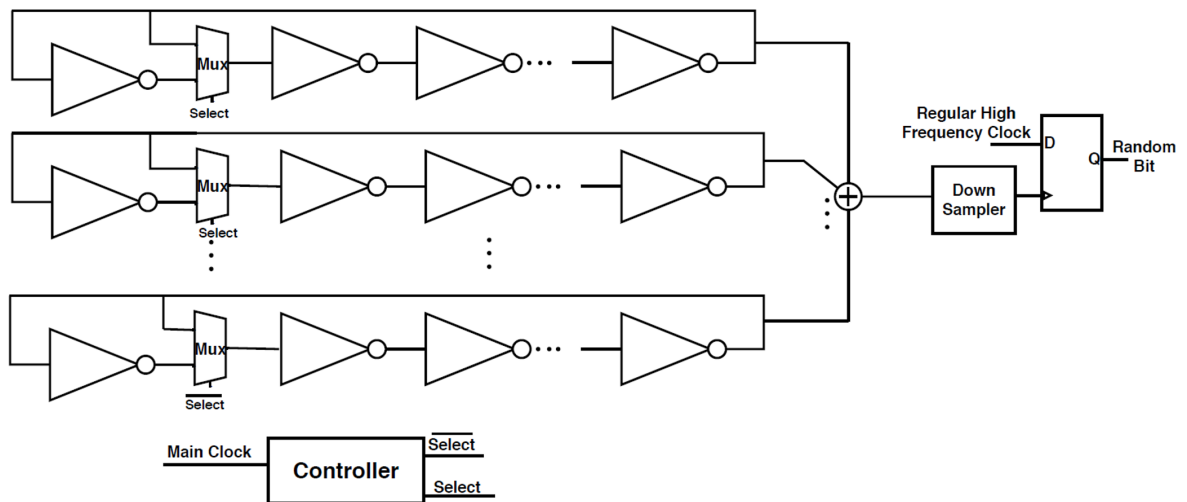 Mux
Select
Regular High
Frequency Clock
D
Q
Random
Bit
Mux
Select
Down
Sampler
Mux
Select
Main Clock
Controller
Select
Select